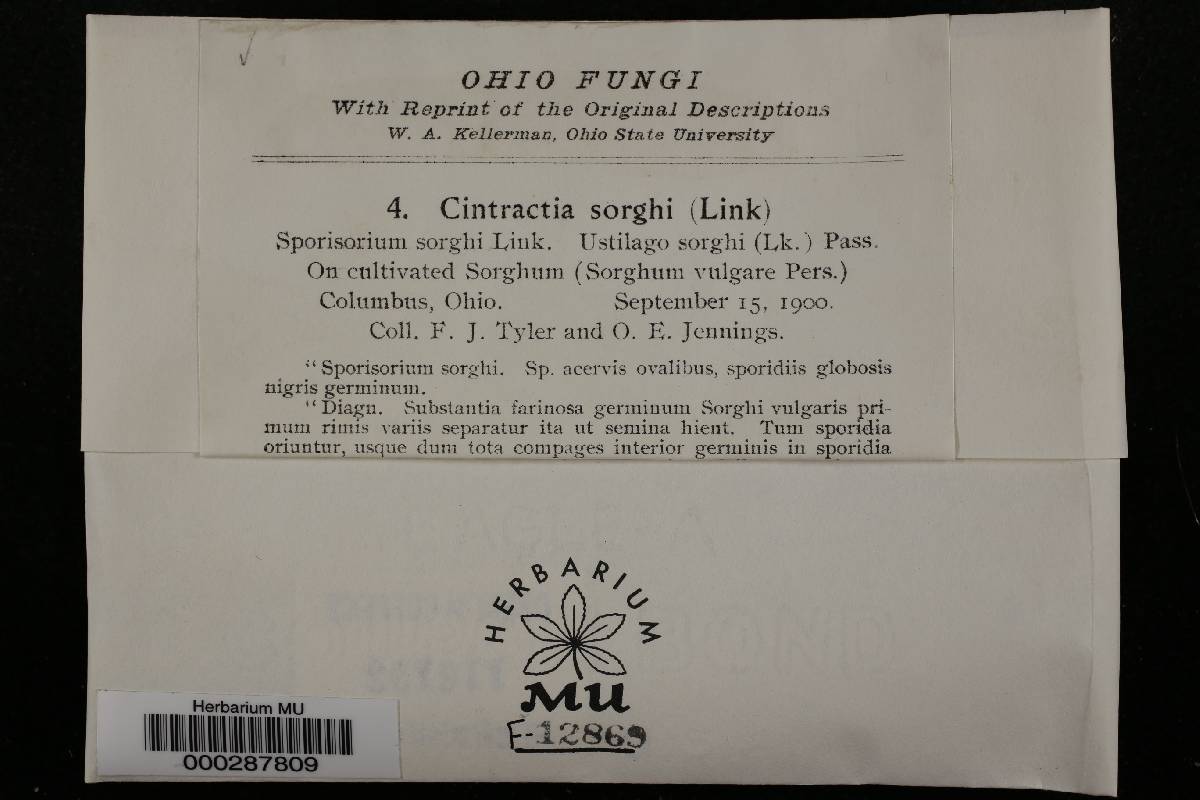 OHIO FUNGI
With Reprint of the Original Descriptions
W. A. Kellerman, Ohio State University
4. Cintractia sorghi (Link)
Sporisorium sorghi Link. Ustilago sorghi (Lk.) Pass.
On cultivated Sorghum (Sorghum vulgare Pers.)
Columbus, Ohio. September 15, 1900.
Coll. F. J. Tyler and O. E. Jennings.
"Sporisorium sorghi. Sp. acervis ovalibus, sporidiis globosis
nigris germinum.
"Diagn. Substantia farinosa germinum Sorghi vulgaris pri-
mum rimis variis separatur ita ut semina hient. Tum sporidia
oriuntur, usque dum tota compages interior germinis in sporidia
HERBARIUM
MU
F-12869
Herbarium MU
000287809